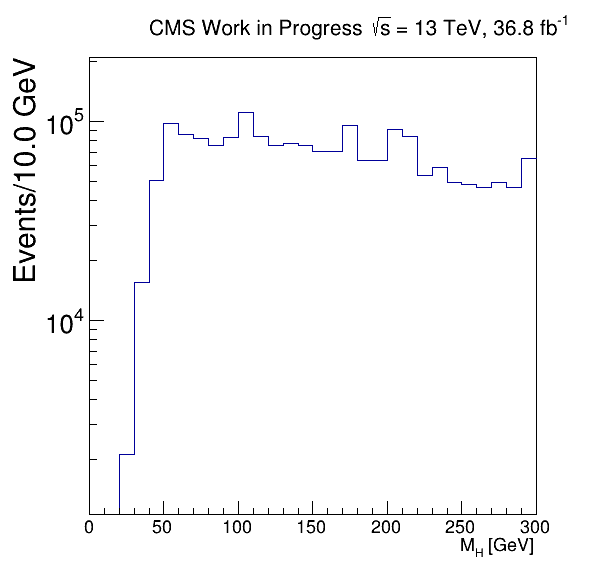 CMS Work in Progress √s = 13 TeV, 36.8 fb⁻¹
Events/10.0 GeV
10⁵
10⁴
0 50 100 150 200 250 300
M_H [GeV]